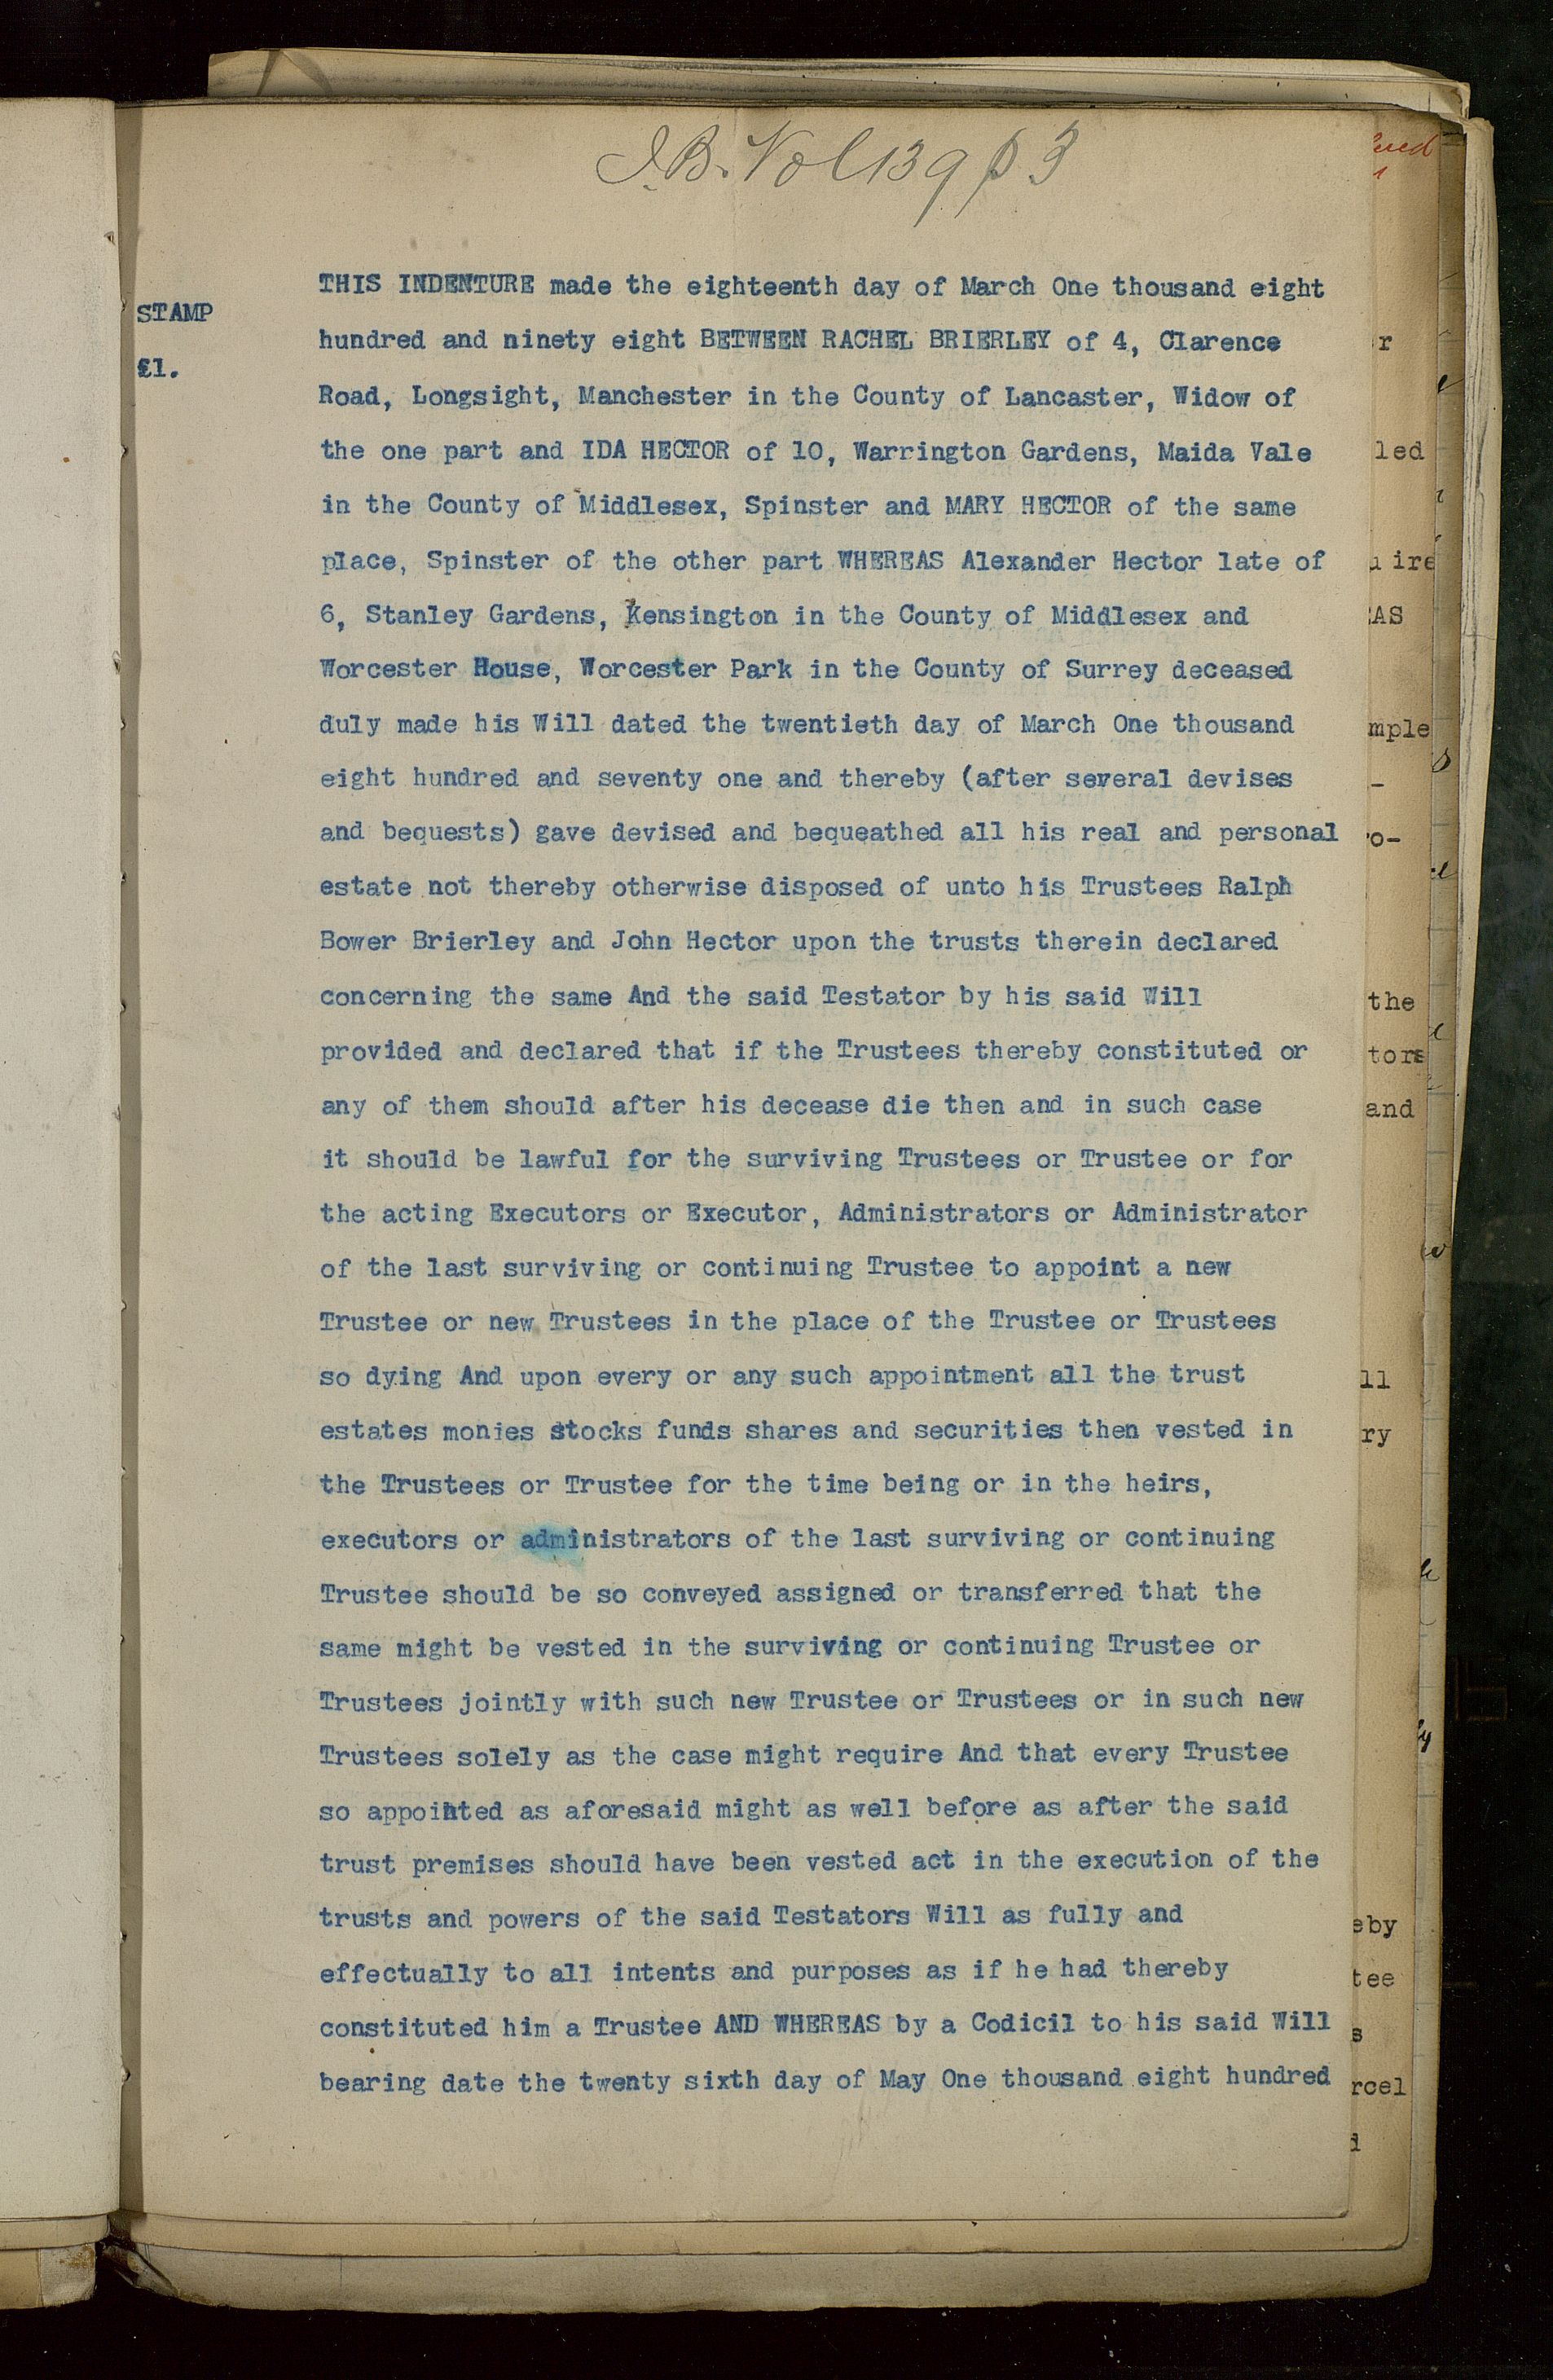 I.B. Vol 139 p 3
STAMP
£1.
THIS INDENTURE made the eighteenth day of March One thousand eight
hundred and ninety eight BETWEEN RACHEL BRIERLEY of 4, Clarence
Road, Longsight, Manchester in the County of Lancaster, Widow of
the one part and IDA HECTOR of 10, Warrington Gardens, Maida Vale
in the County of Middlesex, Spinster and MARY HECTOR of the same
place, Spinster of the other part WHEREAS Alexander Hector late of
6, Stanley Gardens, Kensington in the County of Middlesex and
Worcester House, Worcester Park in the County of Surrey deceased
duly made his Will dated the twentieth day of March One thousand
eight hundred and seventy one and thereby (after several devises
and bequests) gave devised and bequeathed all his real and personal
estate not thereby otherwise disposed of unto his Trustees Ralph
Bower Brierley and John Hector upon the trusts therein declared
concerning the same And the said Testator by his said Will
provided and declared that if the Trustees thereby constituted or
any of them should after his decease die then and in such case
it should be lawful for the surviving Trustees or Trustee or for
the acting Executors or Executor, Administrators or Administrator
of the last surviving or continuing Trustee to appoint a new
Trustee or new Trustees in the place of the Trustee or Trustees
so dying And upon every or any such appointment all the trust
estates monies stocks funds shares and securities then vested in
the Trustees or Trustee for the time being or in the heirs,
executors or administrators of the last surviving or continuing
Trustee should be so conveyed assigned or transferred that the
same might be vested in the surviving or continuing Trustee or
Trustees jointly with such new Trustee or Trustees or in such new
Trustees solely as the case might require And that every Trustee
so appointed as aforesaid might as well before as after the said
trust premises should have been vested act in the execution of the
trusts and powers of the said Testators Will as fully and
effectually to all intents and purposes as if he had thereby
constituted him a Trustee AND WHEREAS by a Codicil to his said Will
bearing date the twenty sixth day of May One thousand eight hundred